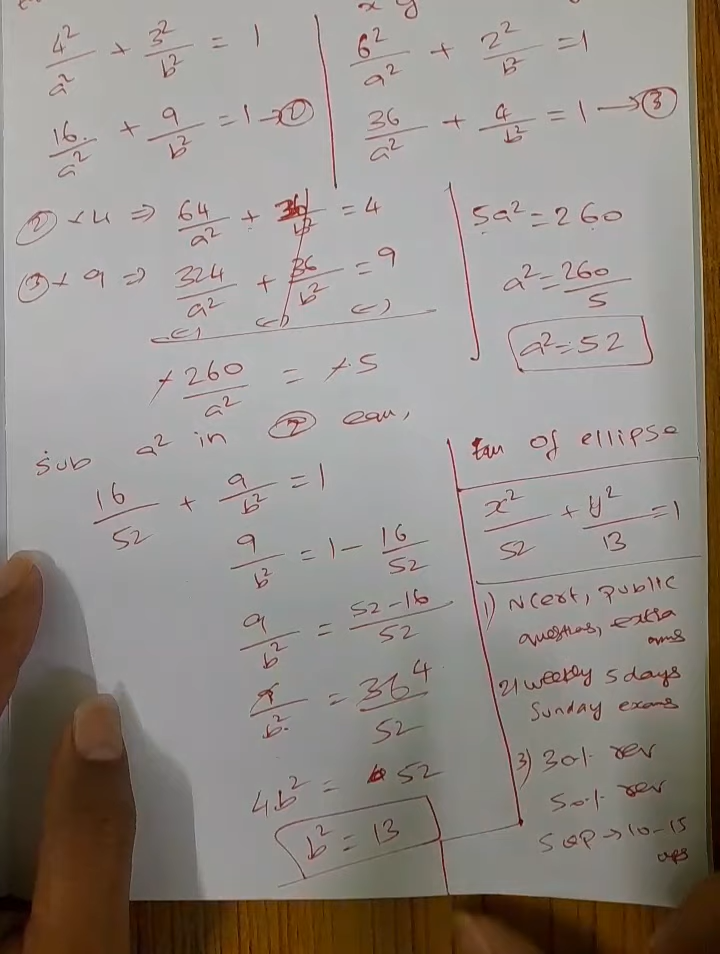 x y
4²/a² + 3²/b² = 1
16/a² + 9/b² = 1 → ②
6²/a² + 2²/b² = 1
36/a² + 4/b² = 1 → ③
② × 4 ⇒ 64/a² + 36/b² = 4
③ × 9 ⇒ 324/a² + 36/b² = 9
(-) (-) (-)
-260/a² = -5
5a² = 260
a² = 260/5
a² = 52
Sub a² in ② equ,
16/52 + 9/b² = 1
9/b² = 1 - 16/52
9/b² = 52-16/52
9/b² = 36 4/52
4b² = 52
b² = 13
of ellipse
x²/52 + y²/13 = 1
1) NCert, public
questions, extra
2) weekly 5 days
Sunday exams
3) 30% rev
50% rev
→ 10-15